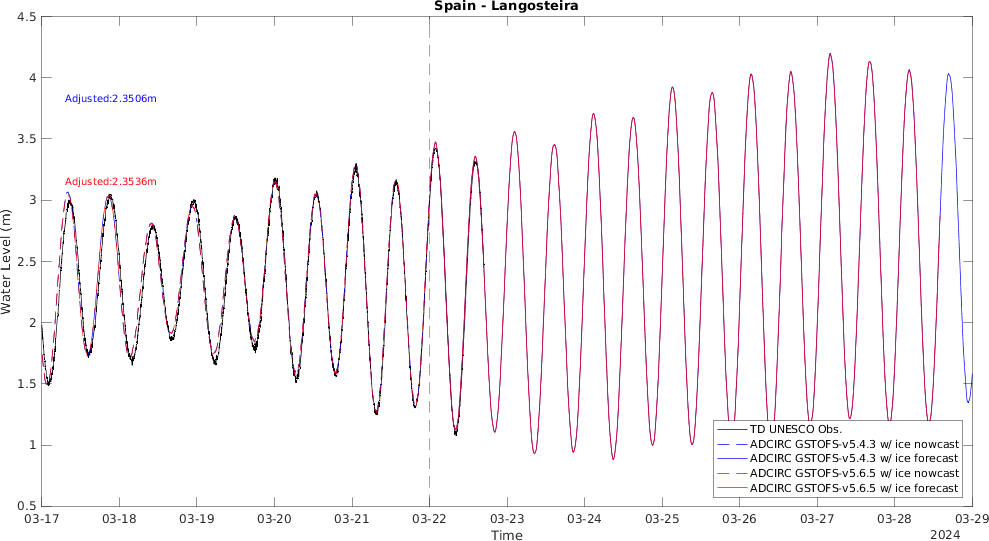 Spain - Langosteira
4.5
4
3.5
3
2.5
2
1.5
1
0.5
Water Level (m)
Adjusted:2.3506m
Adjusted:2.3536m
TD UNESCO Obs.
ADCIRC GSTOFS-v5.4.3 w/ ice nowcast
ADCIRC GSTOFS-v5.4.3 w/ ice forecast
ADCIRC GSTOFS-v5.6.5 w/ ice nowcast
ADCIRC GSTOFS-v5.6.5 w/ ice forecast
03-17 03-18 03-19 03-20 03-21 03-22 03-23 03-24 03-25 03-26 03-27 03-28 03-29
Time
2024